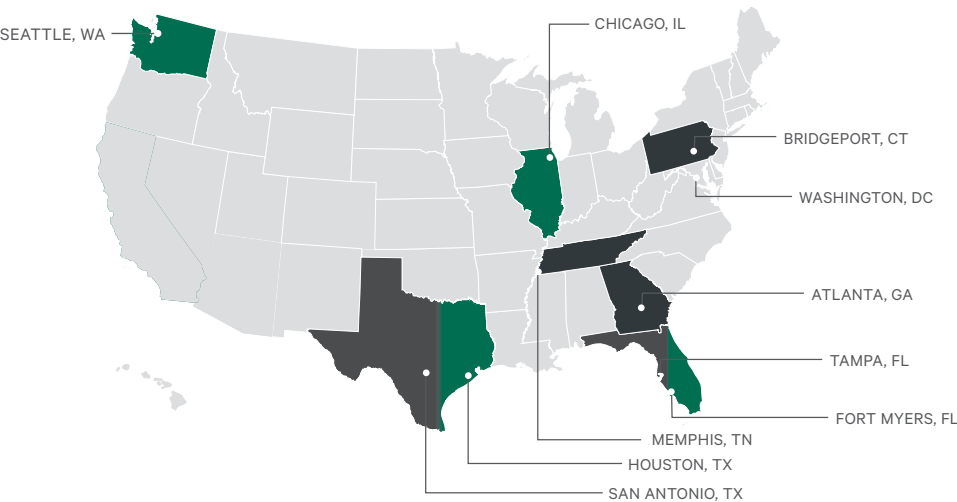 CHICAGO, IL
SEATTLE, WA
BRIDGEPORT, CT
WASHINGTON, DC
ATLANTA, GA
TAMPA, FL
FORT MYERS, FL
MEMPHIS, TN
HOUSTON, TX
SAN ANTONIO, TX